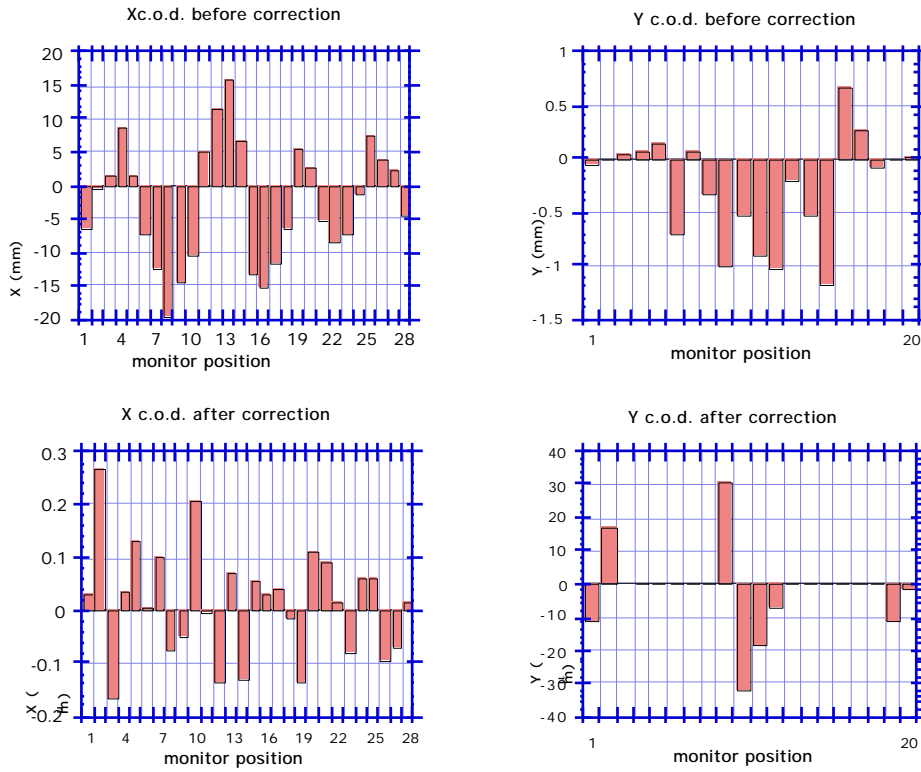 Xc.o.d. before correction
20
15
10
5
0
-5
-10
-15
-20
X (mm)
1 4 7 10 13 16 19 22 25 28
monitor position
Y c.o.d. before correction
1
0.5
0
-0.5
-1
-1.5
Y (mm)
1 20
monitor position
X c.o.d. after correction
0.3
0.2
0.1
0
-0.1
-0.2
X ( m)
1 4 7 10 13 16 19 22 25 28
monitor position
Y c.o.d. after correction
40
30
20
10
0
-10
-20
-30
-40
Y ( m)
1 20
monitor position